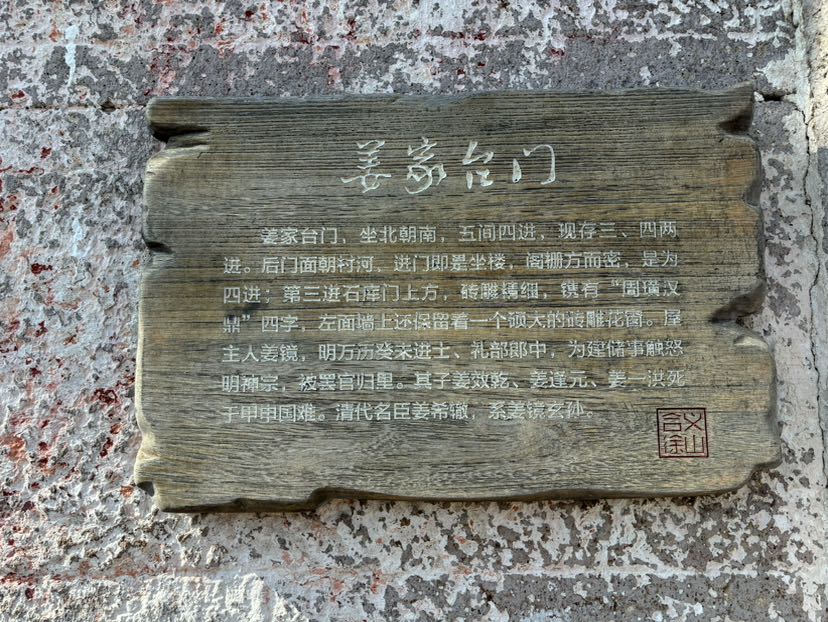 姜家台门
姜家台门，坐北朝南，五间四进，现存三、四两
进。后门面朝村河，进门即是坐楼，阁栅方而密，是为
四进；第三进石库门上方，砖雕精细，镌有“周璜汉
鼎”四字，左面墙上还保留着一个硕大的砖雕花窗。屋
主人姜镜，明万历癸未进士、礼部郎中，为建储事触怒
明神宗，被罢官归里。其子姜效乾、姜逢元、姜一洪死
于甲申国难。清代名臣姜希辙，系姜镜玄孙。